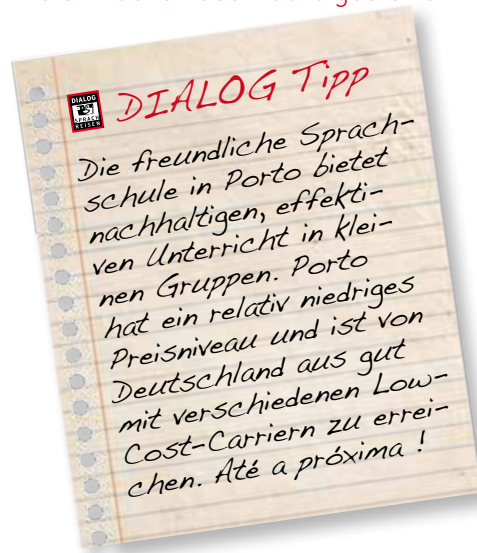 DIALOG
SPRACH
REISEN
DIALOG Tipp
Die freundliche Sprach-
schule in Porto bietet
nachhaltigen, effekti-
ven Unterricht in klei-
nen Gruppen. Porto
hat ein relativ niedriges
Preisniveau und ist von
Deutschland aus gut
mit verschiedenen Low-
Cost-Carriern zu errei-
chen. Até a próxima !